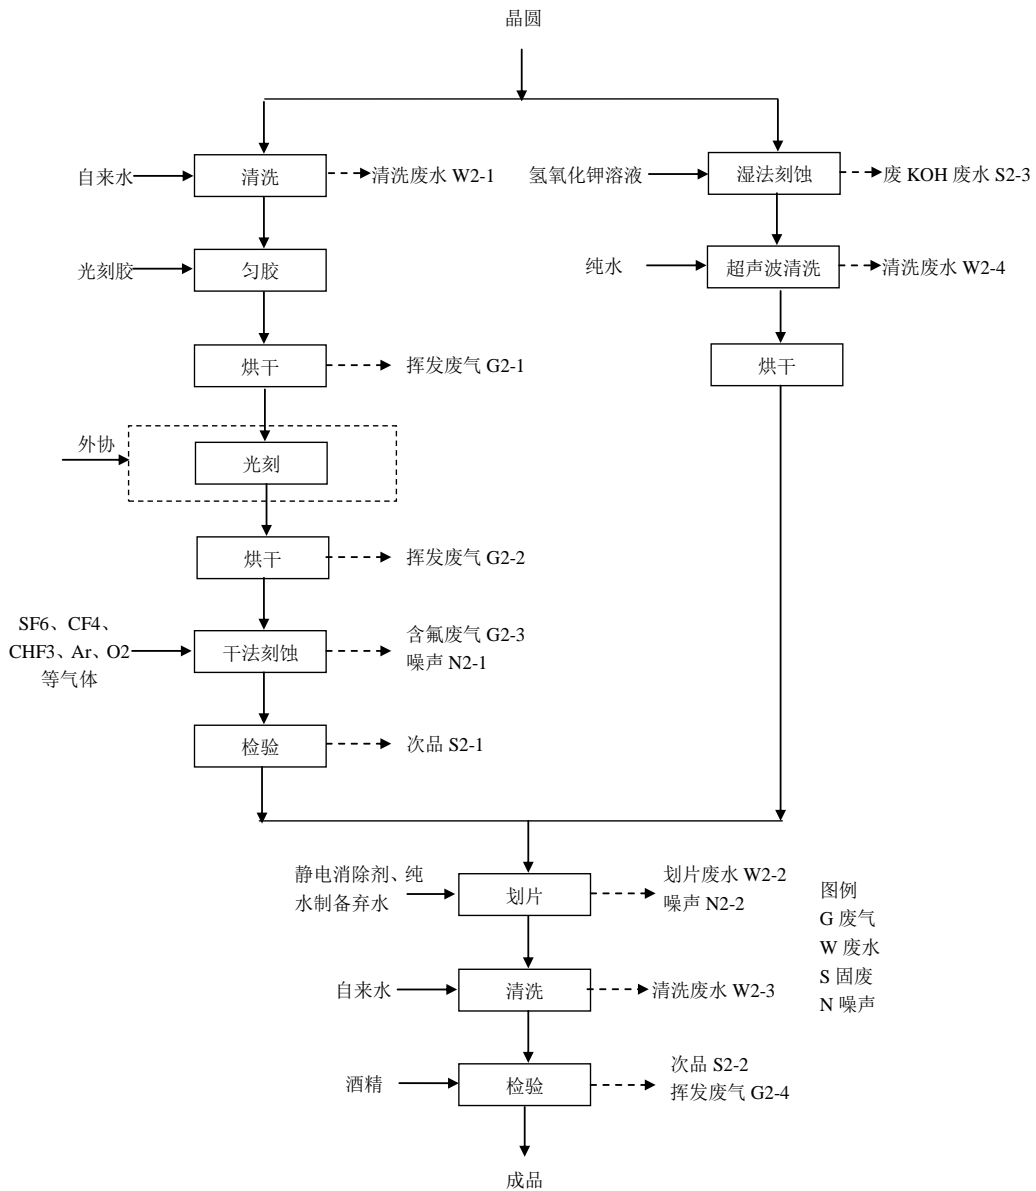 晶圆
自来水
清洗
清洗废水 W2-1
氢氧化钾溶液
湿法刻蚀
废 KOH 废水 S2-3
光刻胶
匀胶
纯水
超声波清洗
清洗废水 W2-4
烘干
挥发废气 G2-1
烘干
外协
光刻
烘干
挥发废气 G2-2
SF6、CF4、
CHF3、Ar、O2
等气体
干法刻蚀
含氟废气 G2-3
噪声 N2-1
检验
次品 S2-1
静电消除剂、纯
水制备弃水
划片
划片废水 W2-2
噪声 N2-2
图例
G 废气
W 废水
S 固废
N 噪声
自来水
清洗
清洗废水 W2-3
酒精
检验
次品 S2-2
挥发废气 G2-4
成品